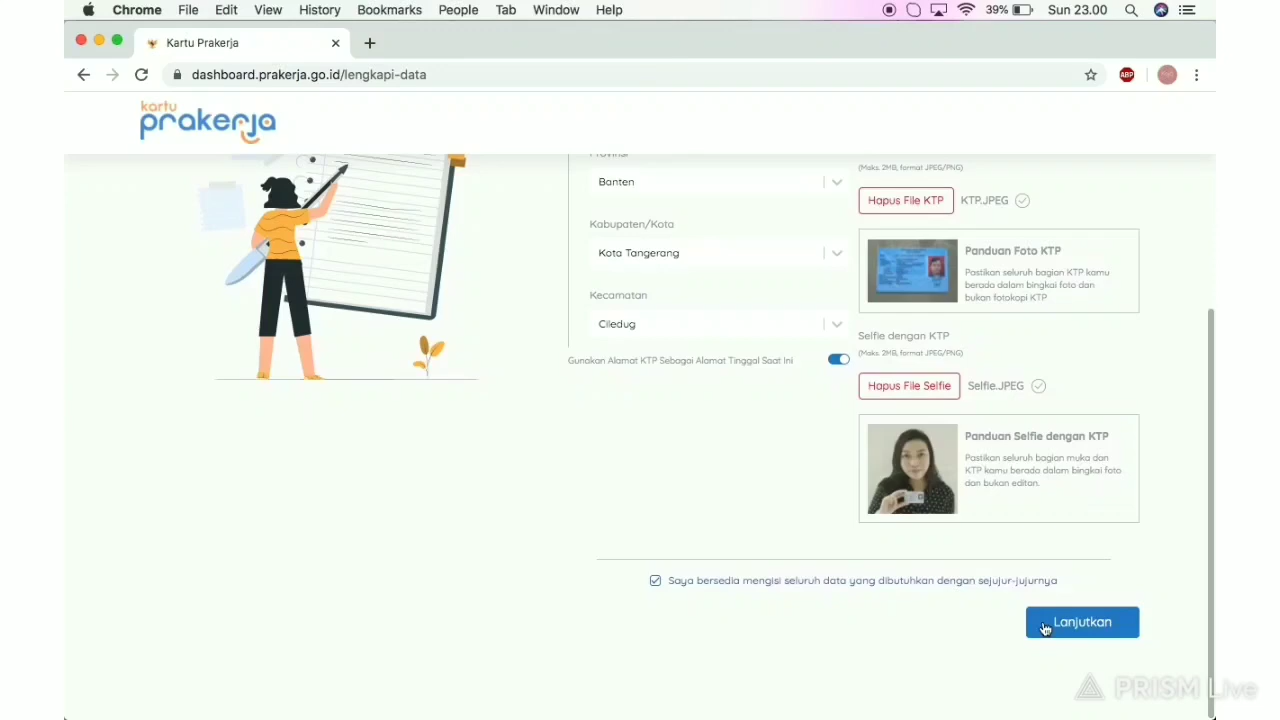 Chrome File Edit View History Bookmarks People Tab Window Help 39% Sun 23.00
Kartu Prakerja
dashboard.prakerja.go.id/lengkapi-data
ABP
kartu
prakerja
Provinsi
Banten
Kabupaten/Kota
Kota Tangerang
Kecamatan
Ciledug
Gunakan Alamat KTP Sebagai Alamat Tinggal Saat Ini
(Maks. 2MB, format JPEG/PNG)
Hapus File KTP KTP.JPEG
Panduan Foto KTP
Pastikan seluruh bagian KTP kamu
berada dalam bingkai foto dan
bukan fotokopi KTP
Selfie dengan KTP
(Maks. 2MB, format JPEG/PNG)
Hapus File Selfie Selfie.JPEG
Panduan Selfie dengan KTP
Pastikan seluruh bagian muka dan
KTP kamu berada dalam bingkai foto
dan bukan editan.
Saya bersedia mengisi seluruh data yang dibutuhkan dengan sejujur-jujurnya
Lanjutkan
PRISM Live